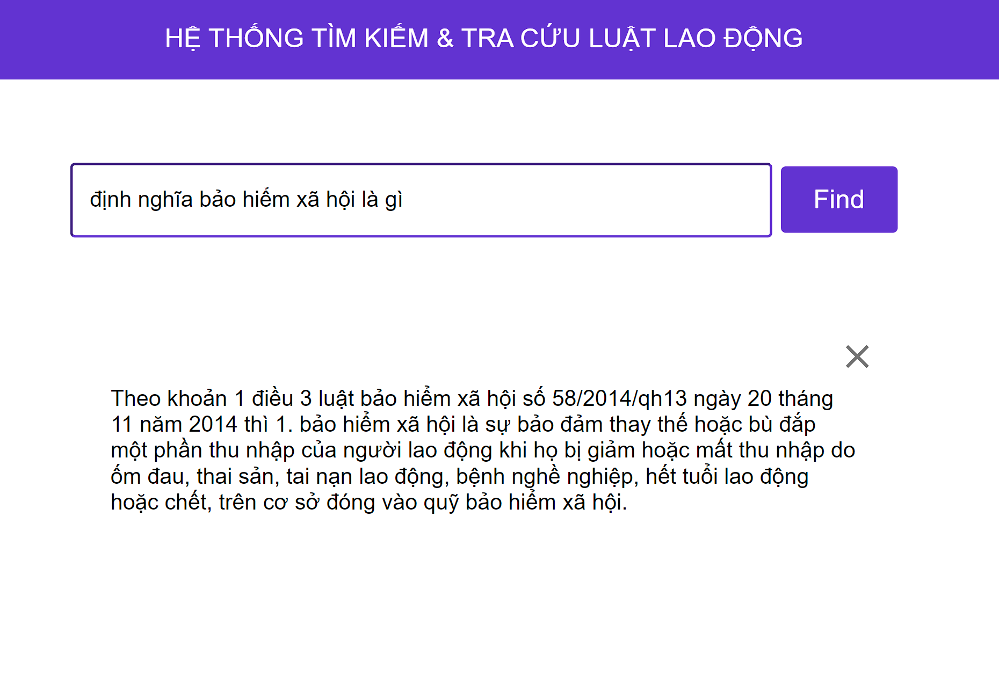 HỆ THỐNG TÌM KIẾM & TRA CỨU LUẬT LAO ĐỘNG
định nghĩa bảo hiểm xã hội là gì
Find
Theo khoản 1 điều 3 luật bảo hiểm xã hội số 58/2014/qh13 ngày 20 tháng
11 năm 2014 thì 1. bảo hiểm xã hội là sự bảo đảm thay thế hoặc bù đắp
một phần thu nhập của người lao động khi họ bị giảm hoặc mất thu nhập do
ốm đau, thai sản, tai nạn lao động, bệnh nghề nghiệp, hết tuổi lao động
hoặc chết, trên cơ sở đóng vào quỹ bảo hiểm xã hội.